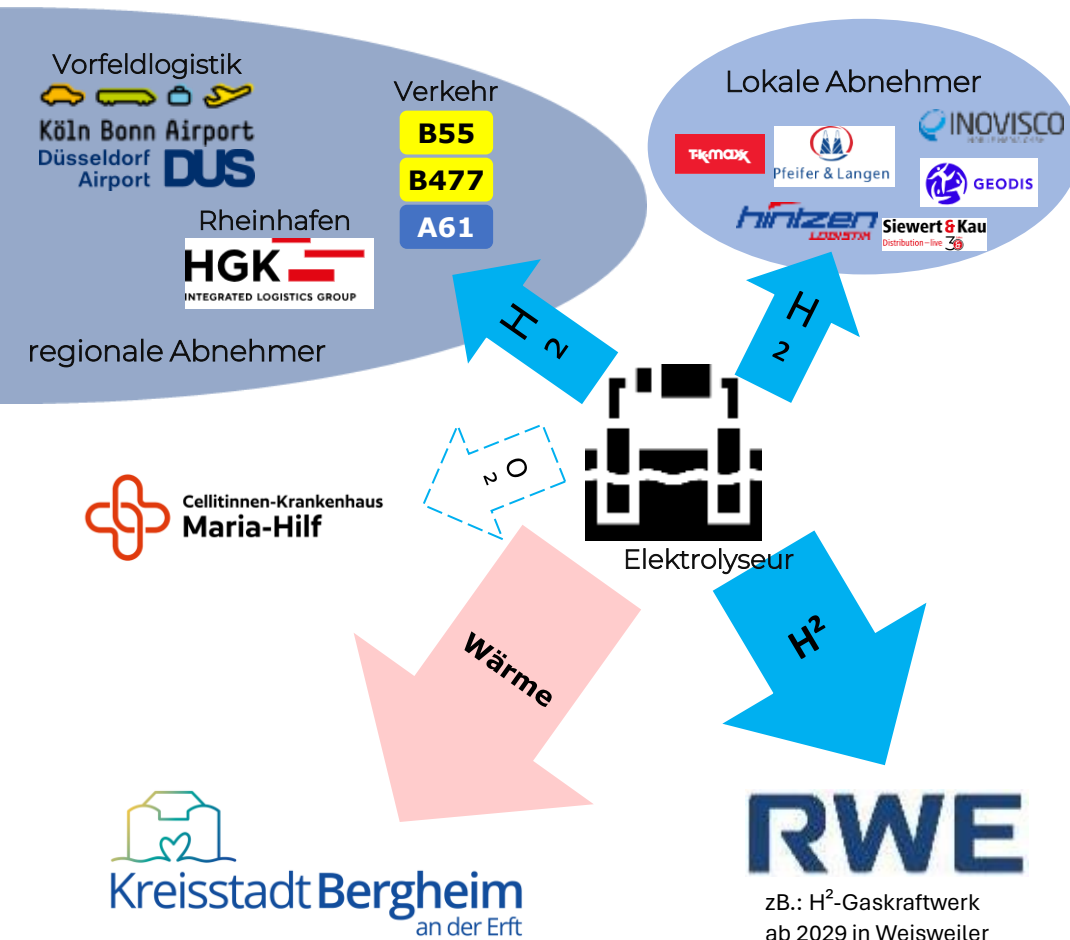 Vorfeldlogistik
Köln Bonn Airport
Düsseldorf
Airport
DUS
Verkehr
B55
B477
A61
Rheinhafen
HGK
INTEGRATED LOGISTICS GROUP
regionale Abnehmer
Lokale Abnehmer
INOVISCO
T·K·maxx
Pfeifer & Langen
GEODIS
hintzen
LOGISTIK
Siewert & Kau
Distribution – live
H
2
H
2
O
2
Elektrolyseur
Cellitinnen-Krankenhaus
Maria-Hilf
Wärme
H²
Kreisstadt Bergheim
an der Erft
RWE
zB.: H²-Gaskraftwerk
ab 2029 in Weisweiler